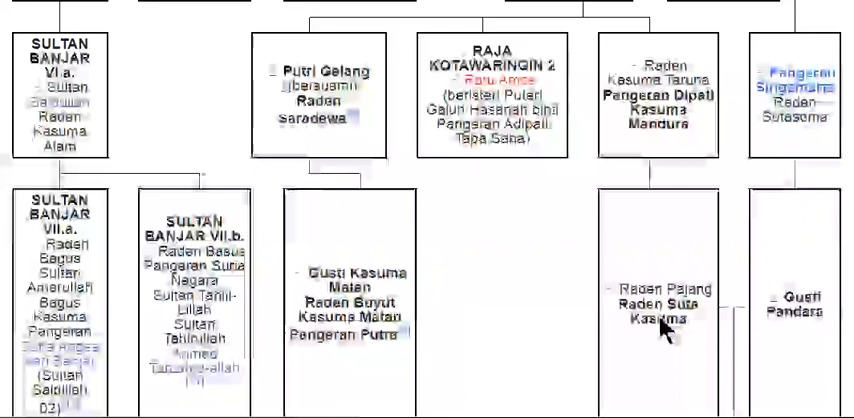 SULTAN
BANJAR
VI.a.
Sultan
Raden
Kasuma
Alam
Putri Gelang
(bersuami
Raden
Saradewa
RAJA
KOTAWARINGIN 2
Ratu Amas
(beristeri Puteri
Galuh Hasanah binti
Pangeran Adipati
Tapa Sana)
Raden
Kasuma Taruna
Pangeran Dipati
Kasuma
Mandura
Pangeran
Singamarta
Raden
Sutasoma
SULTAN
BANJAR
VII.a.
Raden
Bagus
Sultan
Amirullah
Bagus
Kasuma
Pangeran
(Sultan
Saidillah
02)
SULTAN
BANJAR VII.b.
Raden Basus
Pangeran Suria
Negara
Sultan Tahlil-
Lillah
Sultan
Tahlillah
Gusti Kasuma
Matan
Raden Buyut
Kasuma Matan
Pangeran Putra
Raden Pajang
Raden Suta
Kasuma
Gusti
Pandara